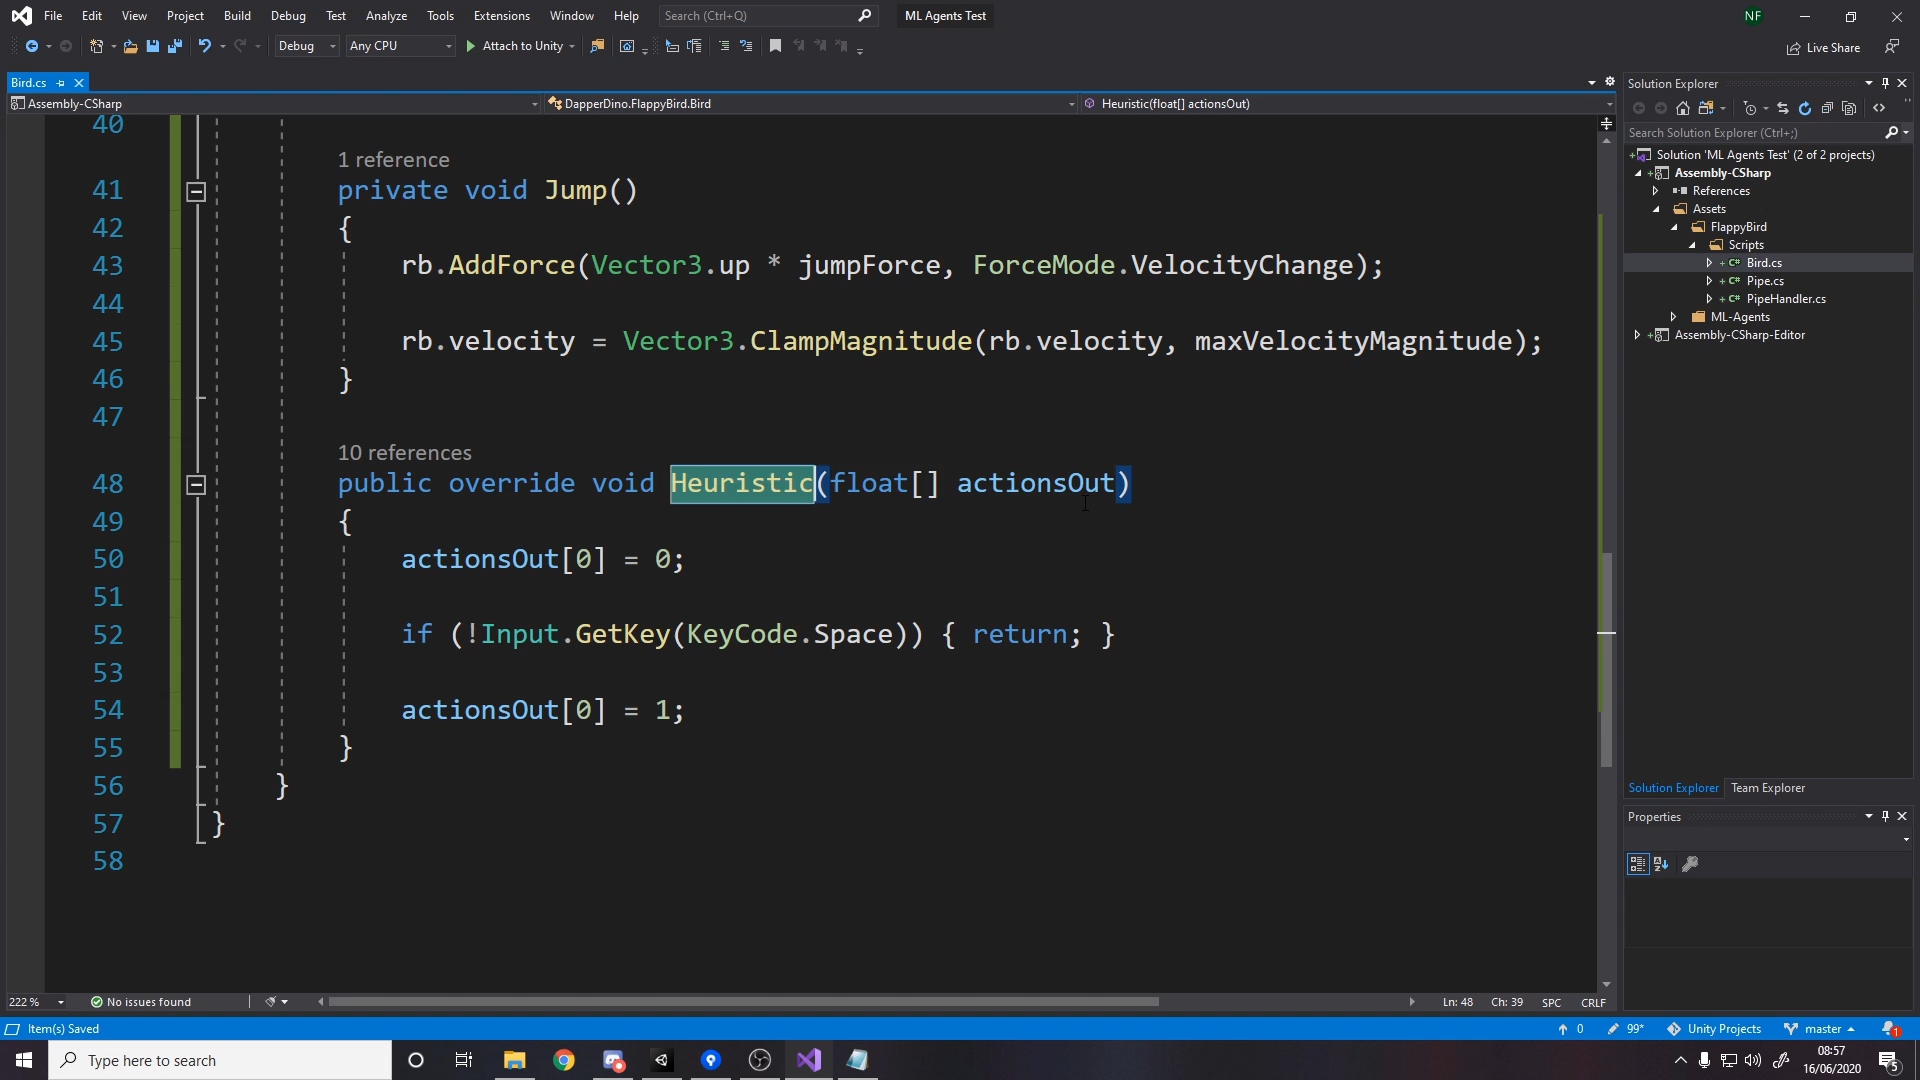 File Edit View Project Build Debug Test Analyze Tools Extensions Window Help Search (Ctrl+Q) ML Agents Test NF
Debug Any CPU Attach to Unity Live Share
Bird.cs
Assembly-CSharp DapperDino.FlappyBird.Bird Heuristic(float[] actionsOut)
40
1 reference
41 private void Jump()
42 {
43 rb.AddForce(Vector3.up * jumpForce, ForceMode.VelocityChange);
44
45 rb.velocity = Vector3.ClampMagnitude(rb.velocity, maxVelocityMagnitude);
46 }
47
10 references
48 public override void Heuristic(float[] actionsOut)
49 {
50 actionsOut[0] = 0;
51
52 if (!Input.GetKey(KeyCode.Space)) { return; }
53
54 actionsOut[0] = 1;
55 }
56 }
57 }
58
222 % No issues found Ln: 48 Ch: 39 SPC CRLF
Solution Explorer
Search Solution Explorer (Ctrl+;)
Solution 'ML Agents Test' (2 of 2 projects)
Assembly-CSharp
References
Assets
FlappyBird
Scripts
C# Bird.cs
C# Pipe.cs
C# PipeHandler.cs
ML-Agents
Assembly-CSharp-Editor
Solution Explorer Team Explorer
Properties
Item(s) Saved 0 99* Unity Projects master 1
Type here to search 08:57
16/06/2020 5